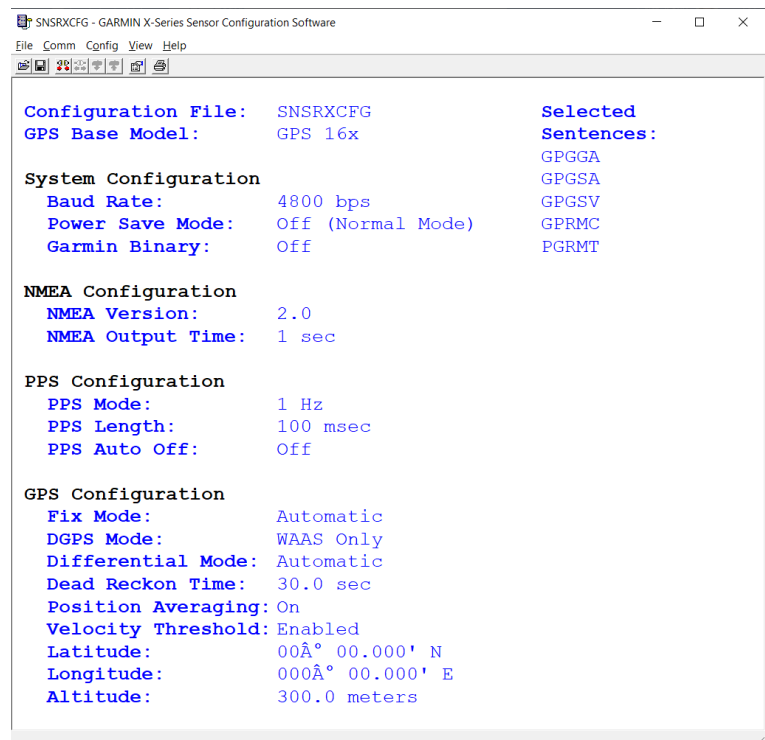 SNSRXCFG - GARMIN X-Series Sensor Configuration Software
File Comm Config View Help
Configuration File: SNSRXCFG
GPS Base Model: GPS 16x
System Configuration
Baud Rate: 4800 bps
Power Save Mode: Off (Normal Mode)
Garmin Binary: Off
NMEA Configuration
NMEA Version: 2.0
NMEA Output Time: 1 sec
PPS Configuration
PPS Mode: 1 Hz
PPS Length: 100 msec
PPS Auto Off: Off
GPS Configuration
Fix Mode: Automatic
DGPS Mode: WAAS Only
Differential Mode: Automatic
Dead Reckon Time: 30.0 sec
Position Averaging: On
Velocity Threshold: Enabled
Latitude: 00Â° 00.000' N
Longitude: 000Â° 00.000' E
Altitude: 300.0 meters
Selected
Sentences:
GPGGA
GPGSA
GPGSV
GPRMC
PGRMT